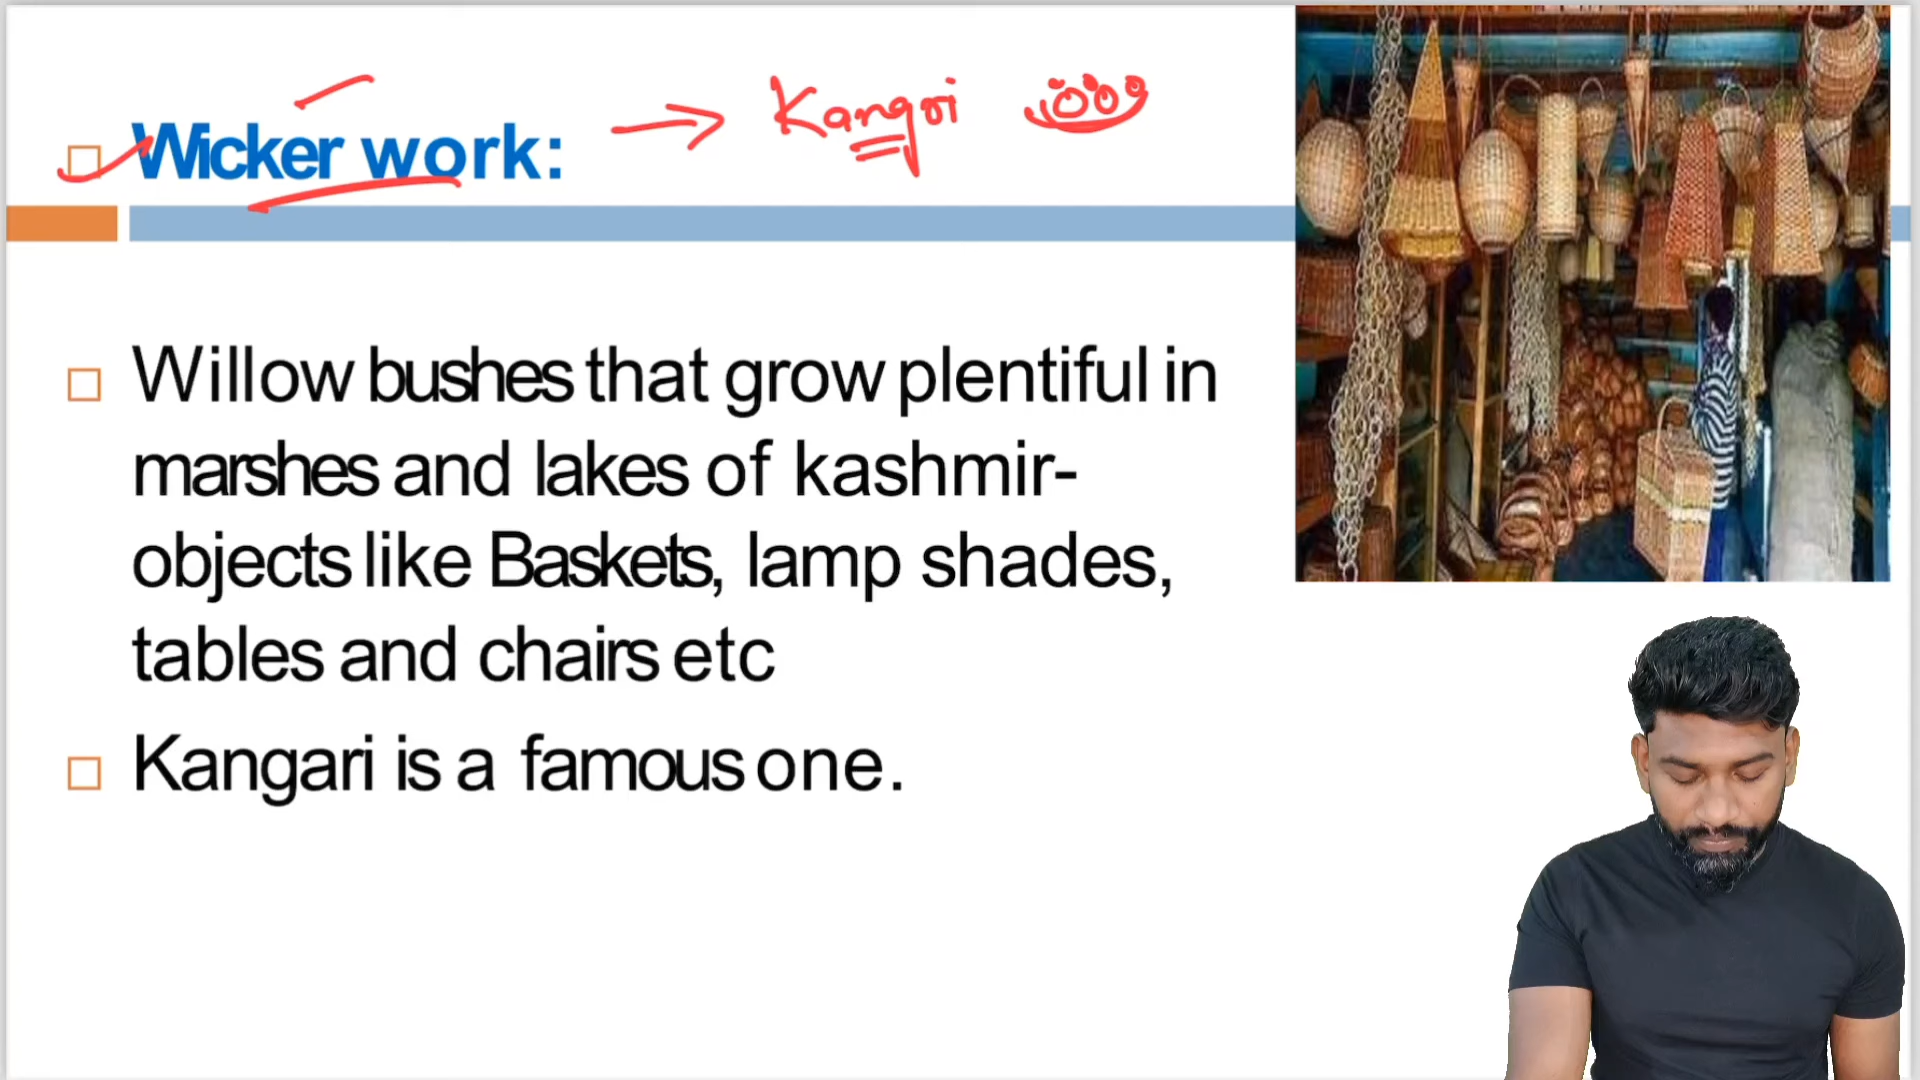 Wicker work: → Kangri
Willow bushes that grow plentiful in
marshes and lakes of kashmir-
objects like Baskets, lamp shades,
tables and chairs etc
Kangari is a famous one.